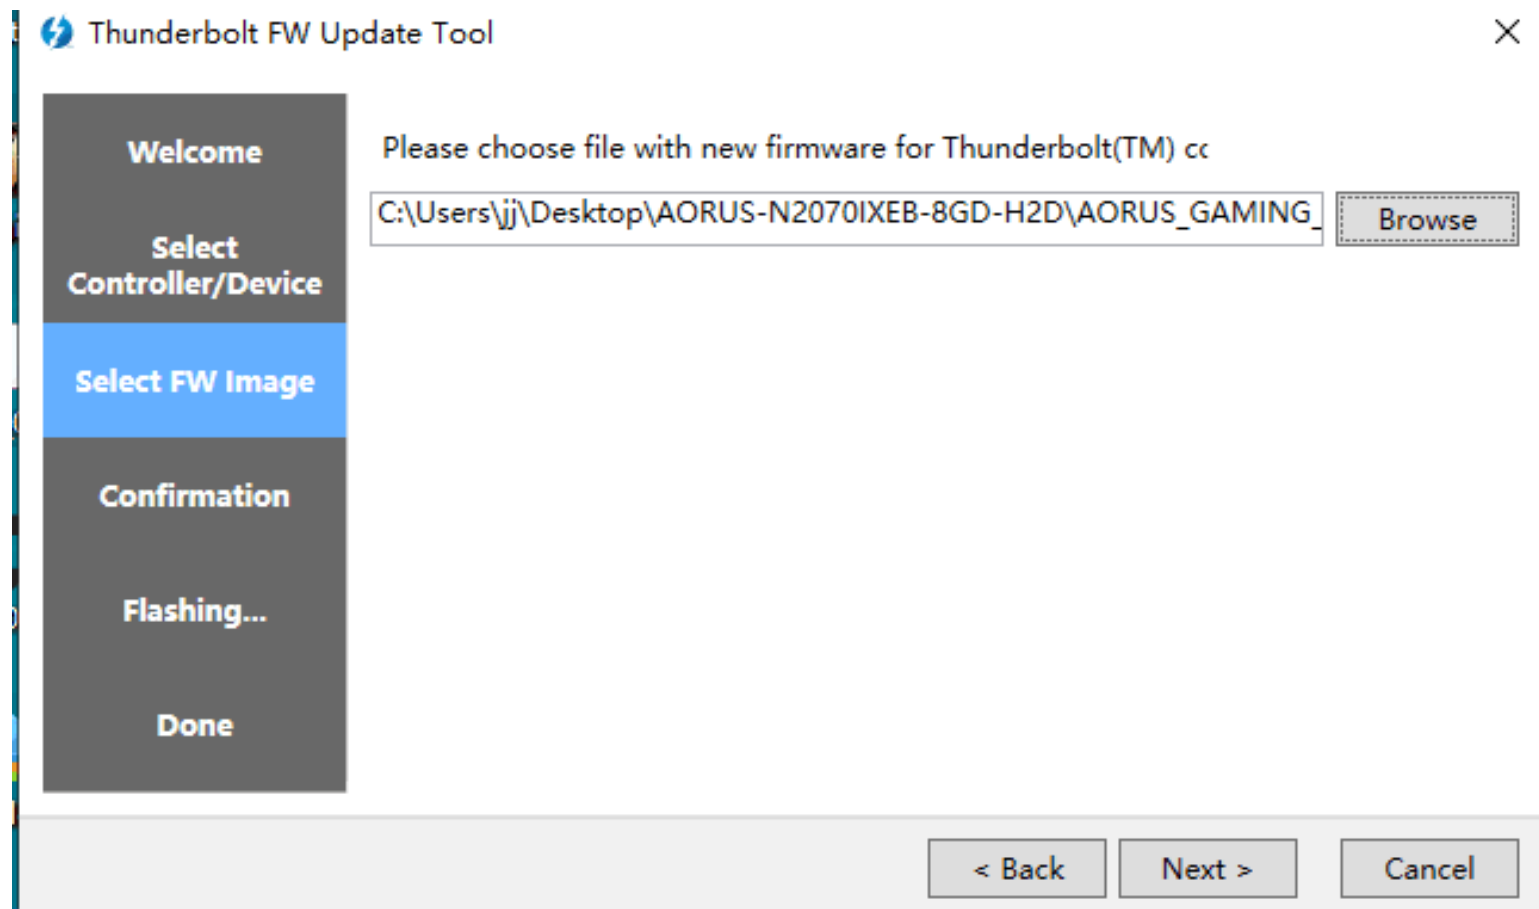 Thunderbolt FW Update Tool
Welcome
Select
Controller/Device
Select FW Image
Confirmation
Flashing...
Done
Please choose file with new firmware for Thunderbolt(TM)
C:\Users\jj\Desktop\AORUS-N2070IXEB-8GD-H2D\AORUS_GAMING_
Browse
< Back
Next >
Cancel